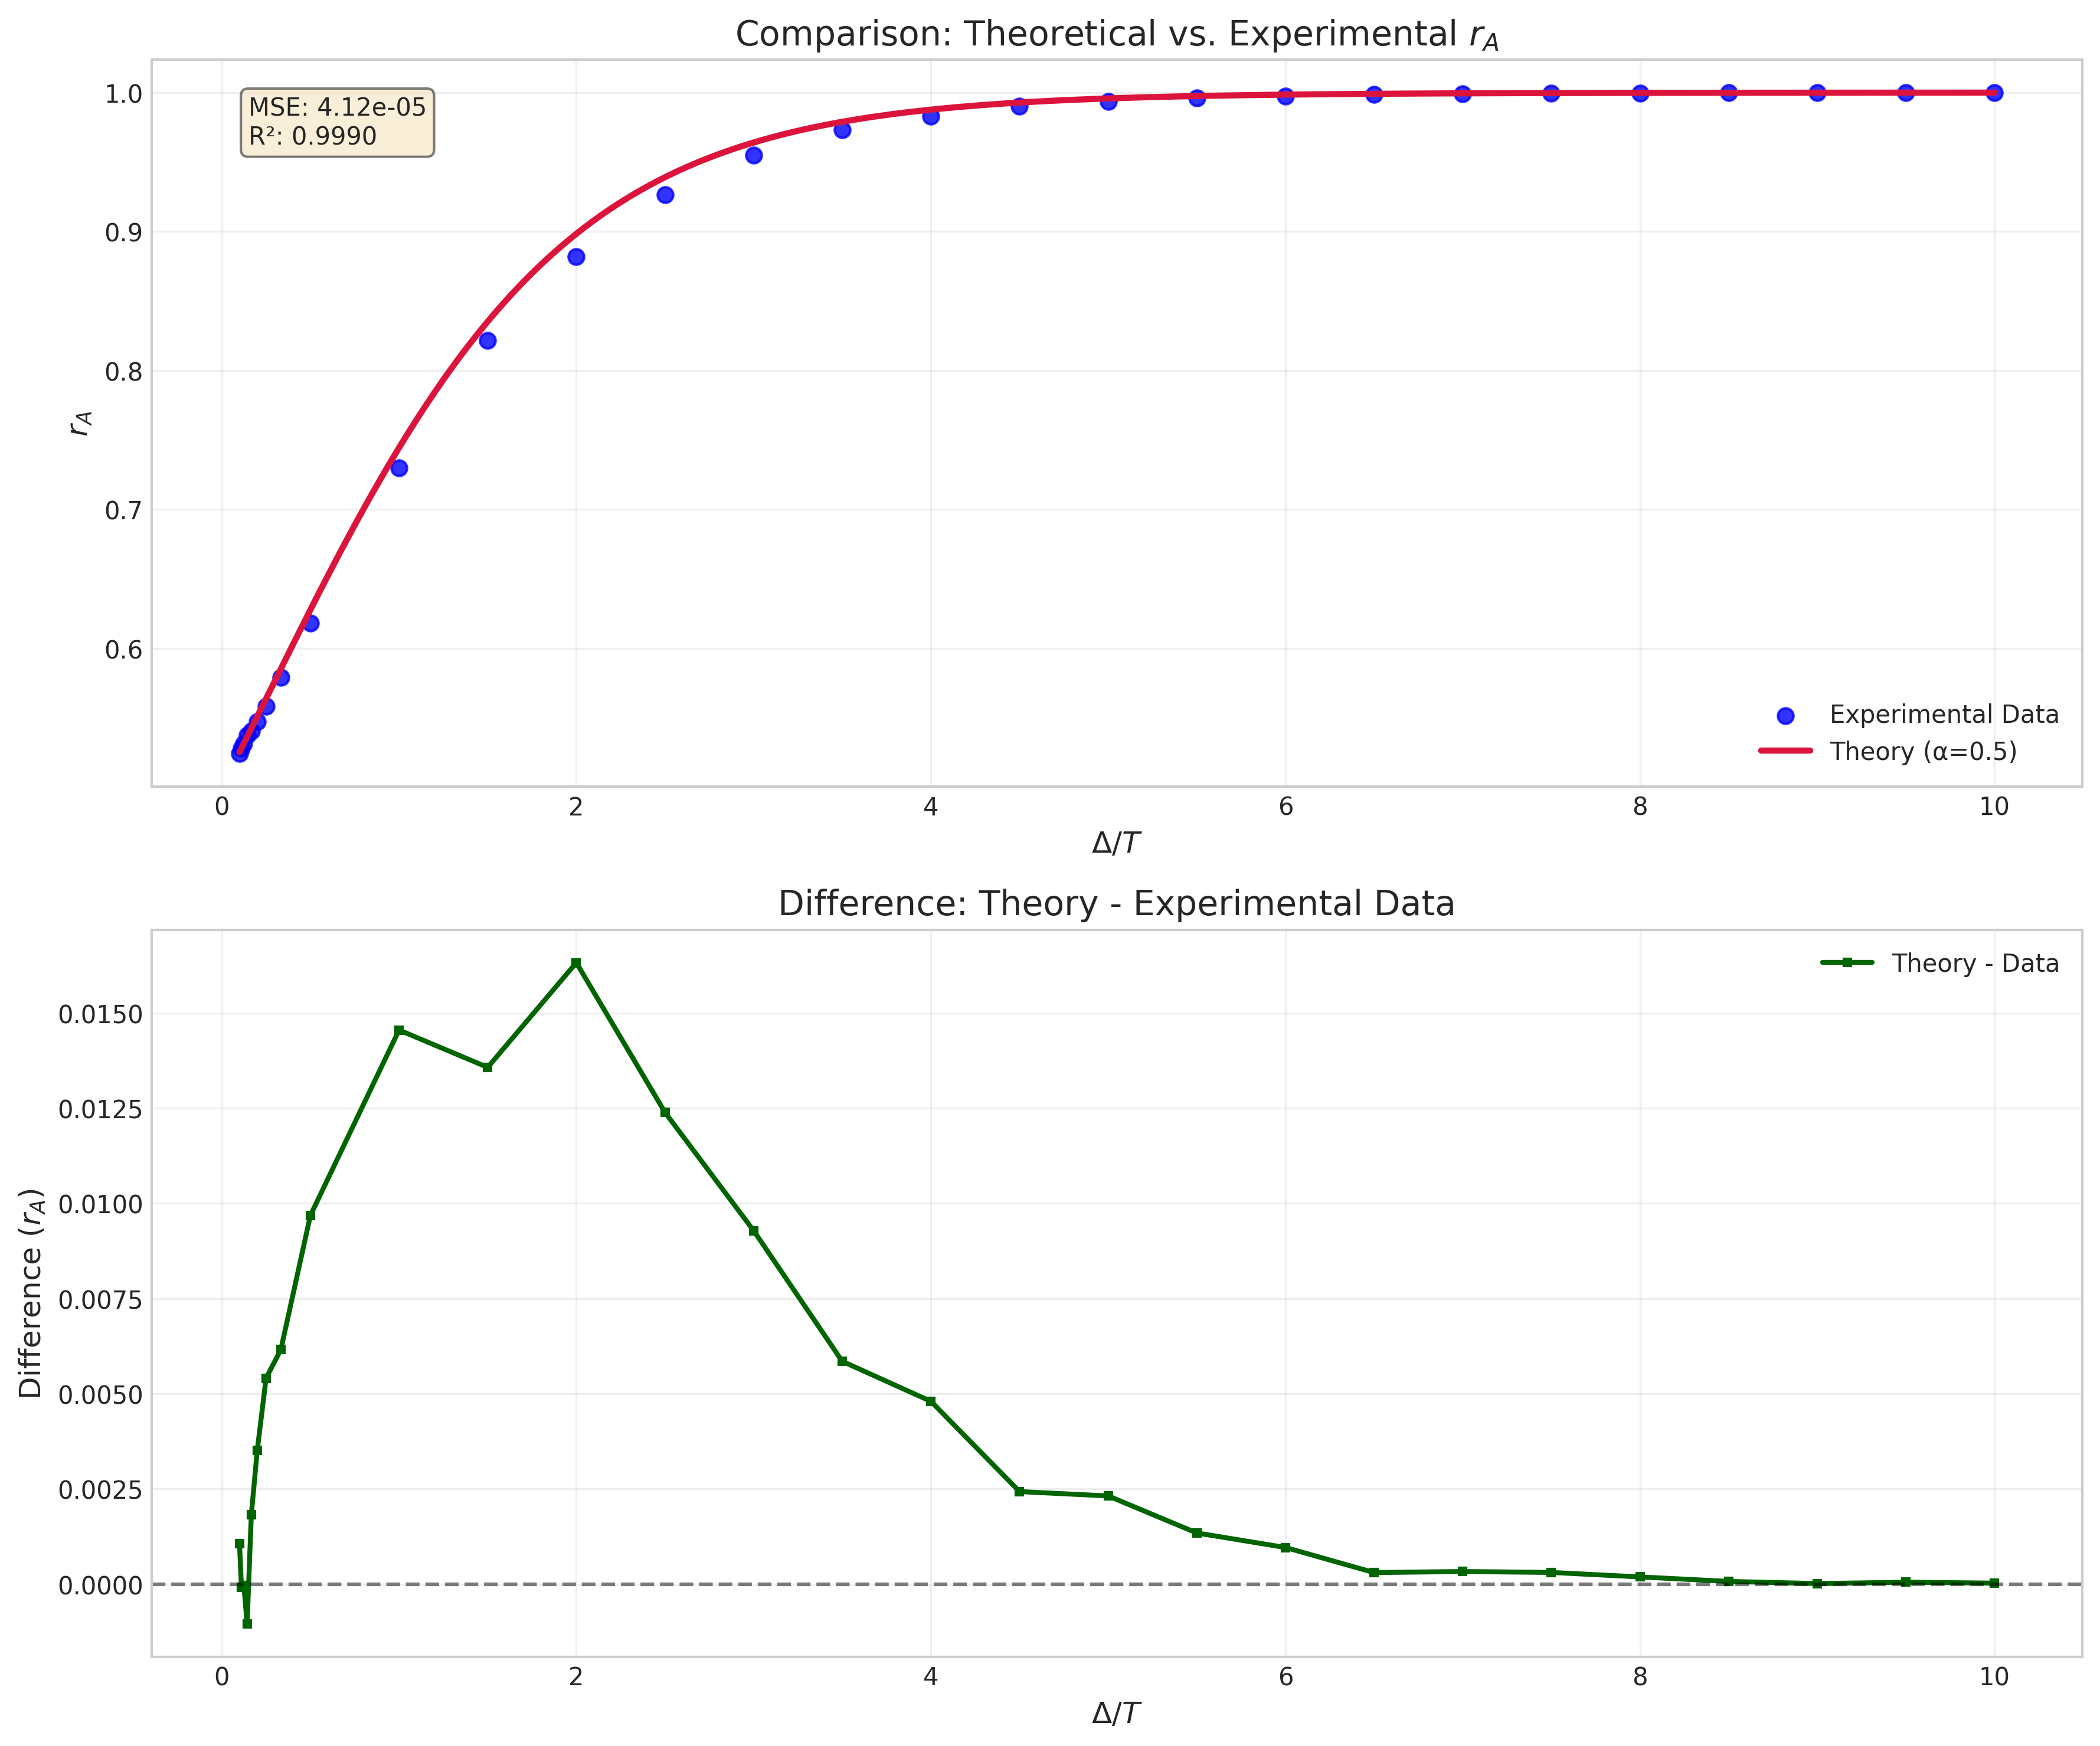 Comparison: Theoretical vs. Experimental r_A
MSE: 4.12e-05
R²: 0.9990
1.0
0.9
0.8
0.7
0.6
r_A
Experimental Data
Theory (α=0.5)
0 2 4 6 8 10
Δ/T
Difference: Theory - Experimental Data
Theory - Data
0.0150
0.0125
0.0100
0.0075
0.0050
0.0025
0.0000
Difference (r_A)
0 2 4 6 8 10
Δ/T